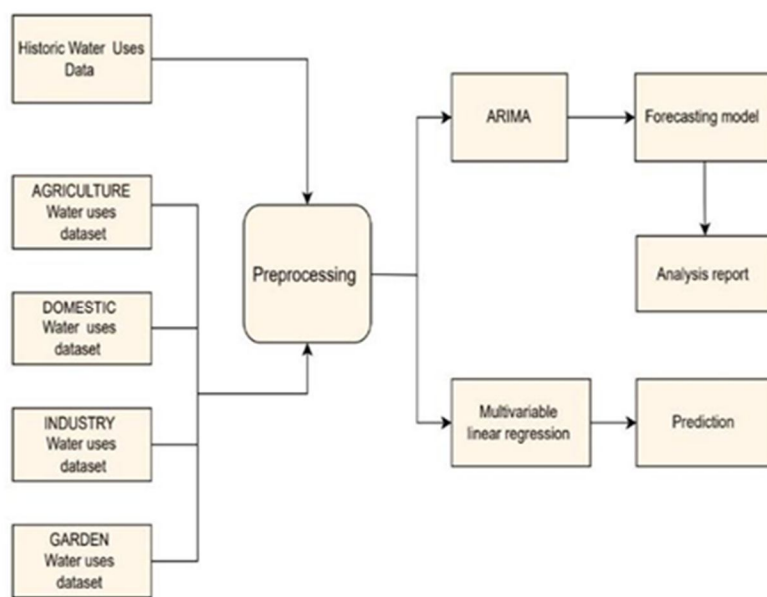 Historic Water Uses
Data
AGRICULTURE
Water uses
dataset
DOMESTIC
Water uses
dataset
INDUSTRY
Water uses
dataset
GARDEN
Water uses
dataset
Preprocessing
ARIMA
Forecasting model
Analysis report
Multivariable
linear regression
Prediction